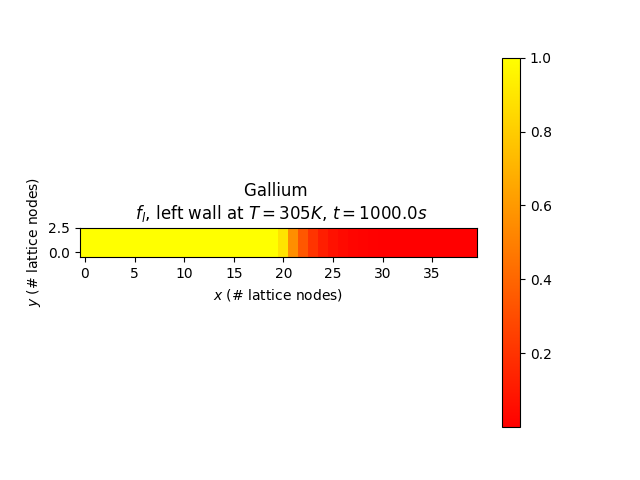 Gallium
f_l, left wall at T = 305K, t = 1000.0s
y (# lattice nodes)
2.5
0.0
0 5 10 15 20 25 30 35
x (# lattice nodes)
1.0
0.8
0.6
0.4
0.2